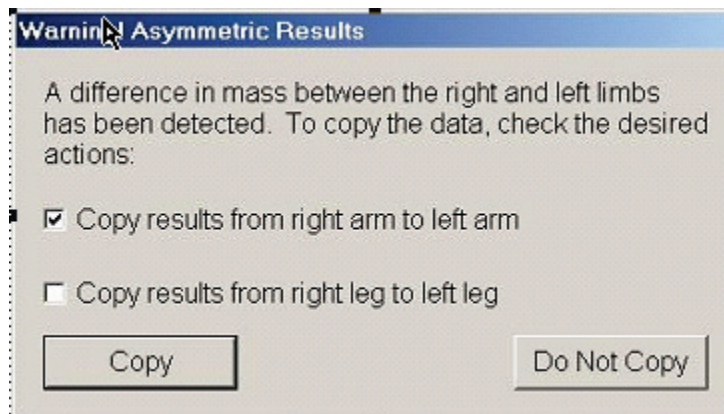 Warning Asymmetric Results
A difference in mass between the right and left limbs
has been detected. To copy the data, check the desired
actions:
Copy results from right arm to left arm
Copy results from right leg to left leg
Copy
Do Not Copy